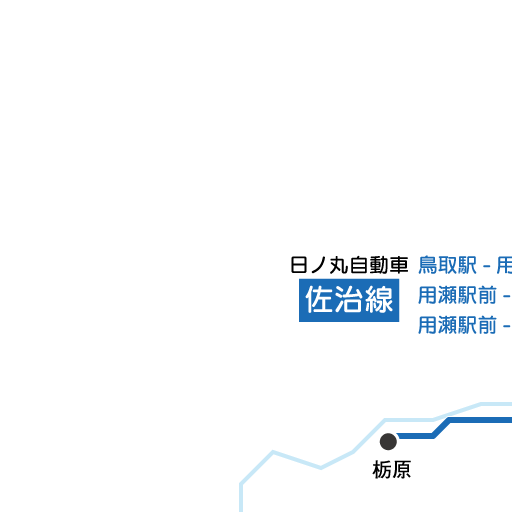 日ノ丸自動車
佐治線
鳥取駅 - 用
用瀬駅前 -
用瀬駅前 -
栃原